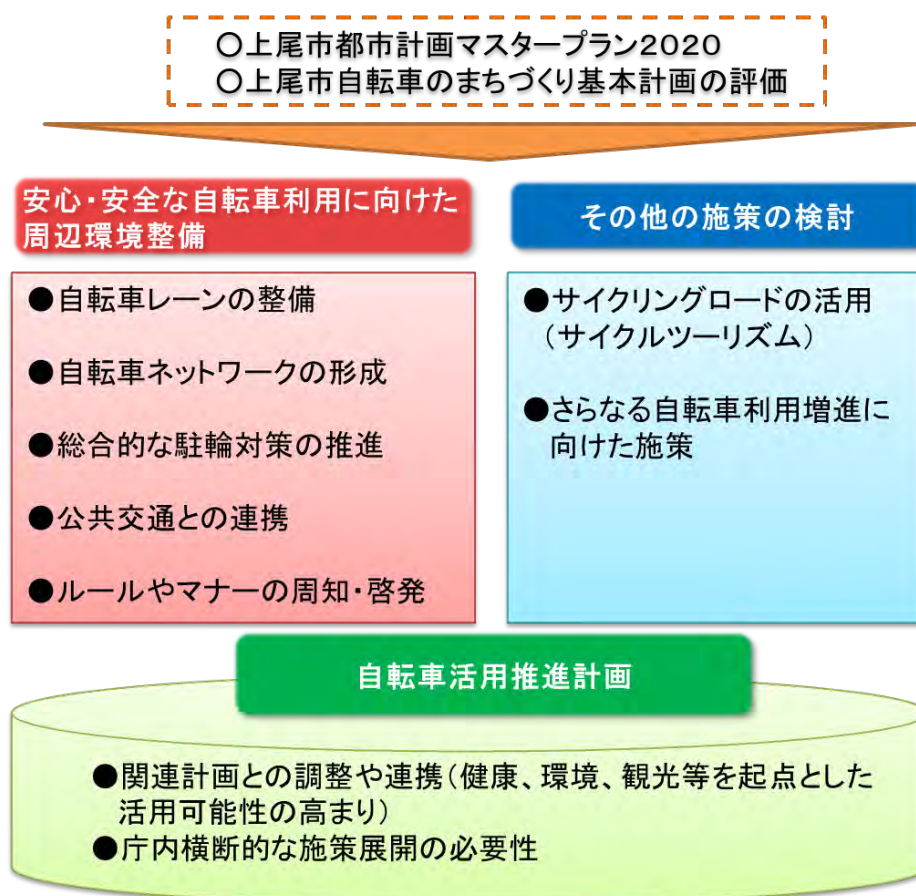 〇上尾市都市計画マスタープラン2020
〇上尾市自転車のまちづくり基本計画の評価
安心・安全な自転車利用に向けた
周辺環境整備
●自転車レーンの整備
●自転車ネットワークの形成
●総合的な駐輪対策の推進
●公共交通との連携
●ルールやマナーの周知・啓発
その他の施策の検討
●サイクリングロードの活用
（サイクルツーリズム）
●さらなる自転車利用増進に
向けた施策
自転車活用推進計画
●関連計画との調整や連携（健康、環境、観光等を起点とした
活用可能性の高まり）
●庁内横断的な施策展開の必要性